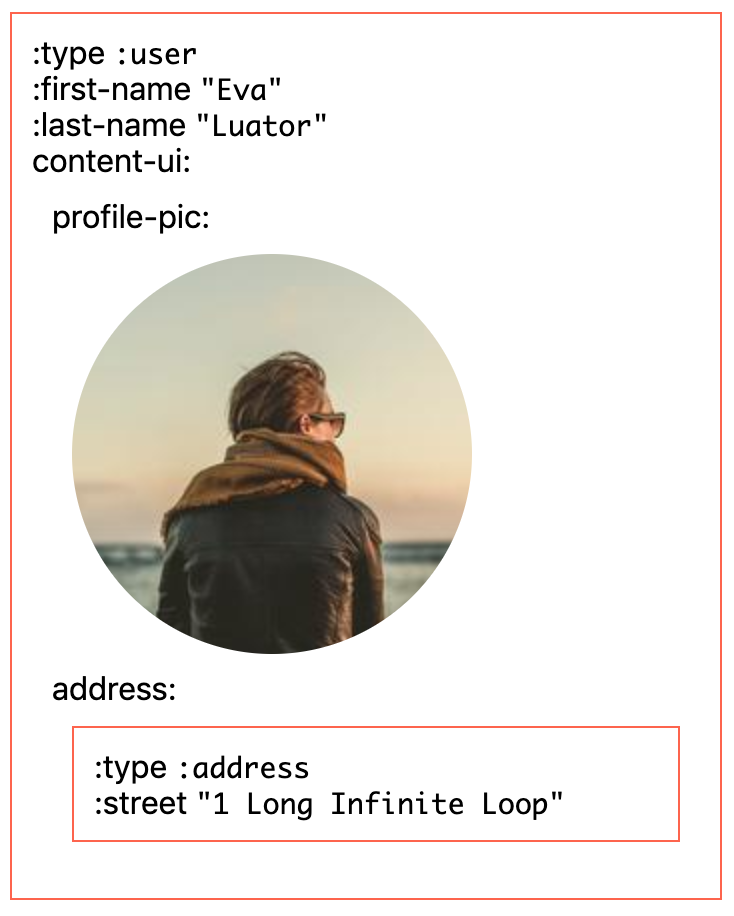 :type :user
:first-name "Eva"
:last-name "Luator"
content-ui:
profile-pic:
address:
:type :address
:street "1 Long Infinite Loop"